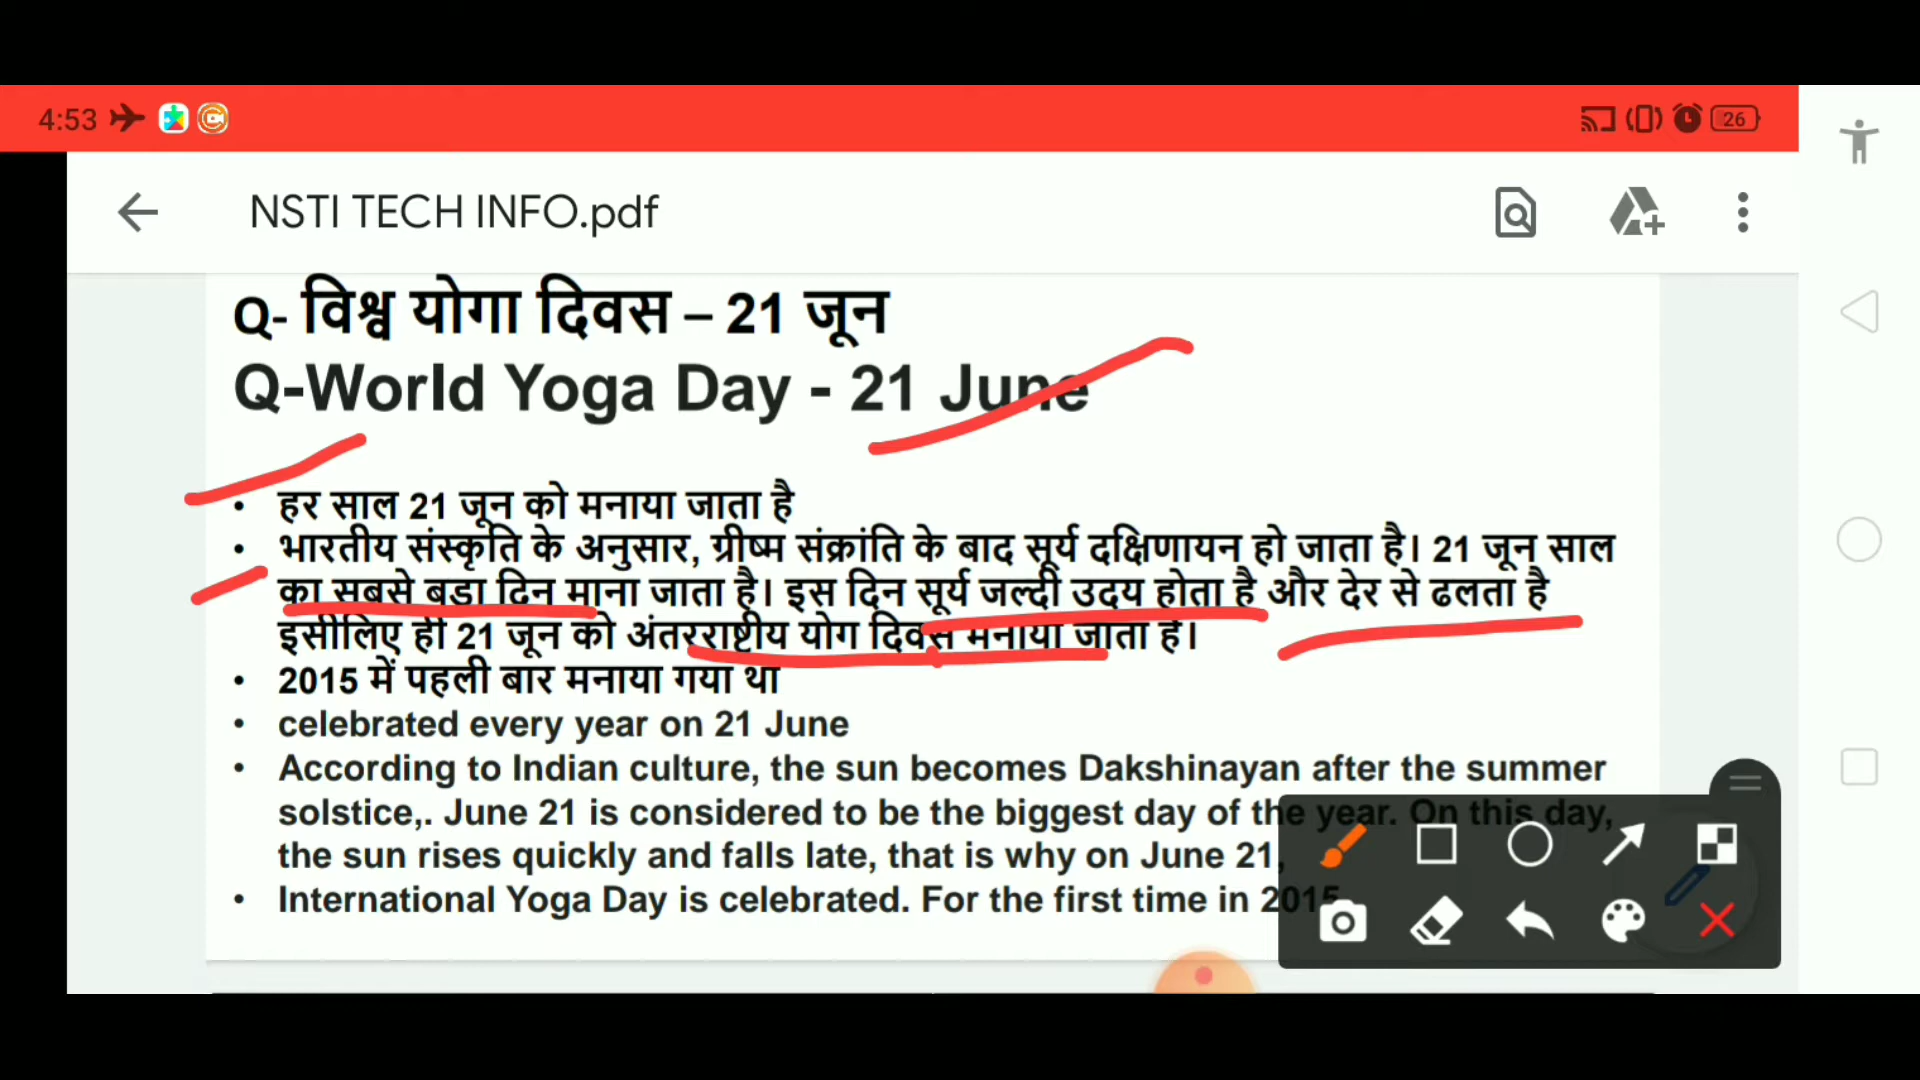 4:53
26
NSTI TECH INFO.pdf
Q- विश्व योगा दिवस – 21 जून
Q-World Yoga Day - 21 June
• हर साल 21 जून को मनाया जाता है
• भारतीय संस्कृति के अनुसार, ग्रीष्म संक्रांति के बाद सूर्य दक्षिणायन हो जाता है। 21 जून साल
का सबसे बड़ा दिन माना जाता है। इस दिन सूर्य जल्दी उदय होता है और देर से ढलता है
इसीलिए ही 21 जून को अंतरराष्ट्रीय योग दिवस मनाया जाता है।
• 2015 में पहली बार मनाया गया था
• celebrated every year on 21 June
• According to Indian culture, the sun becomes Dakshinayan after the summer
solstice,. June 21 is considered to be the biggest day of the year. On this day,
the sun rises quickly and falls late, that is why on June 21,
• International Yoga Day is celebrated. For the first time in 2015